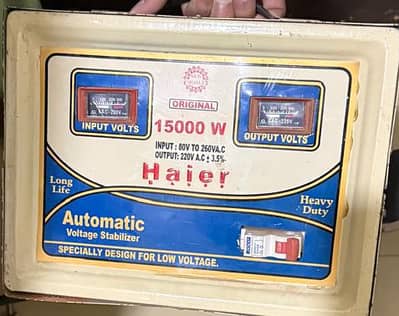 ORIGINAL
INPUT VOLTS
15000 W
OUTPUT VOLTS
INPUT : 80V TO 260VA.C
OUTPUT: 220V A.C ± 3.5%
Haier
Long
Life
Heavy
Duty
Automatic
Voltage Stabilizer
SPECIALLY DESIGN FOR LOW VOLTAGE.